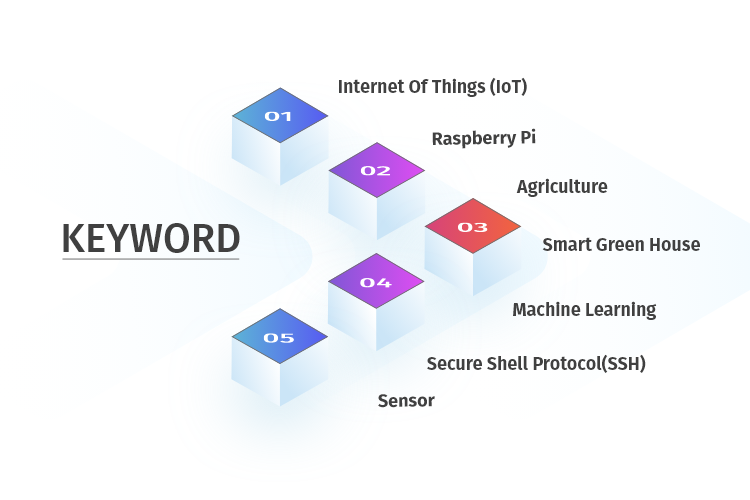 KEYWORD
01
Internet Of Things (IoT)
02
Raspberry Pi
03
Agriculture
Smart Green House
04
Machine Learning
05
Secure Shell Protocol(SSH)
Sensor